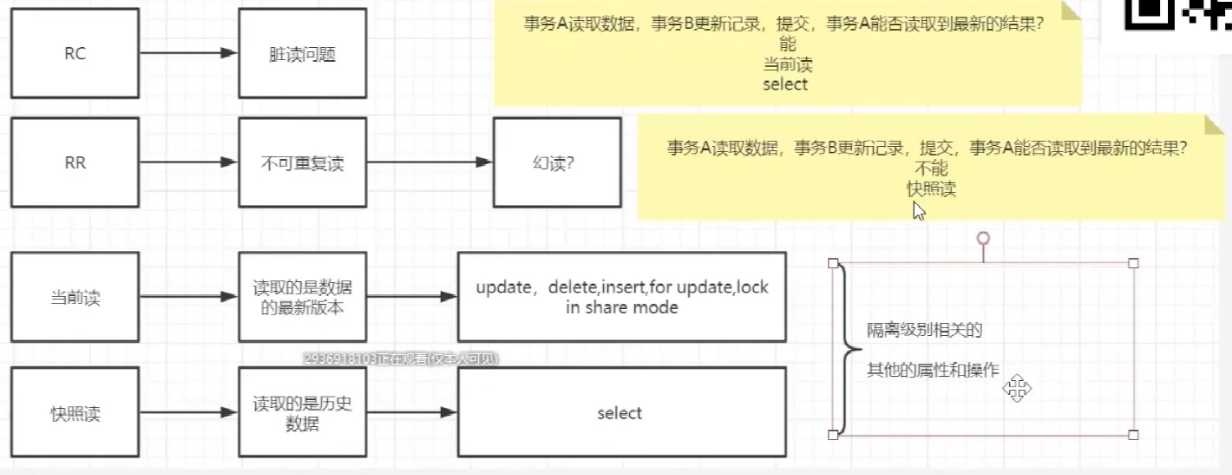 RC
脏读问题
事务A读取数据，事务B更新记录，提交，事务A能否读取到最新的结果？
能
当前读
select
RR
不可重复读
幻读？
事务A读取数据，事务B更新记录，提交，事务A能否读取到最新的结果？
不能
快照读
当前读
读取的是数据
的最新版本
update，delete,insert,for update,lock
in share mode
隔离级别相关的
其他的属性和操作
2936918103正在观看(仅本人可见)
快照读
读取的是历史
数据
select